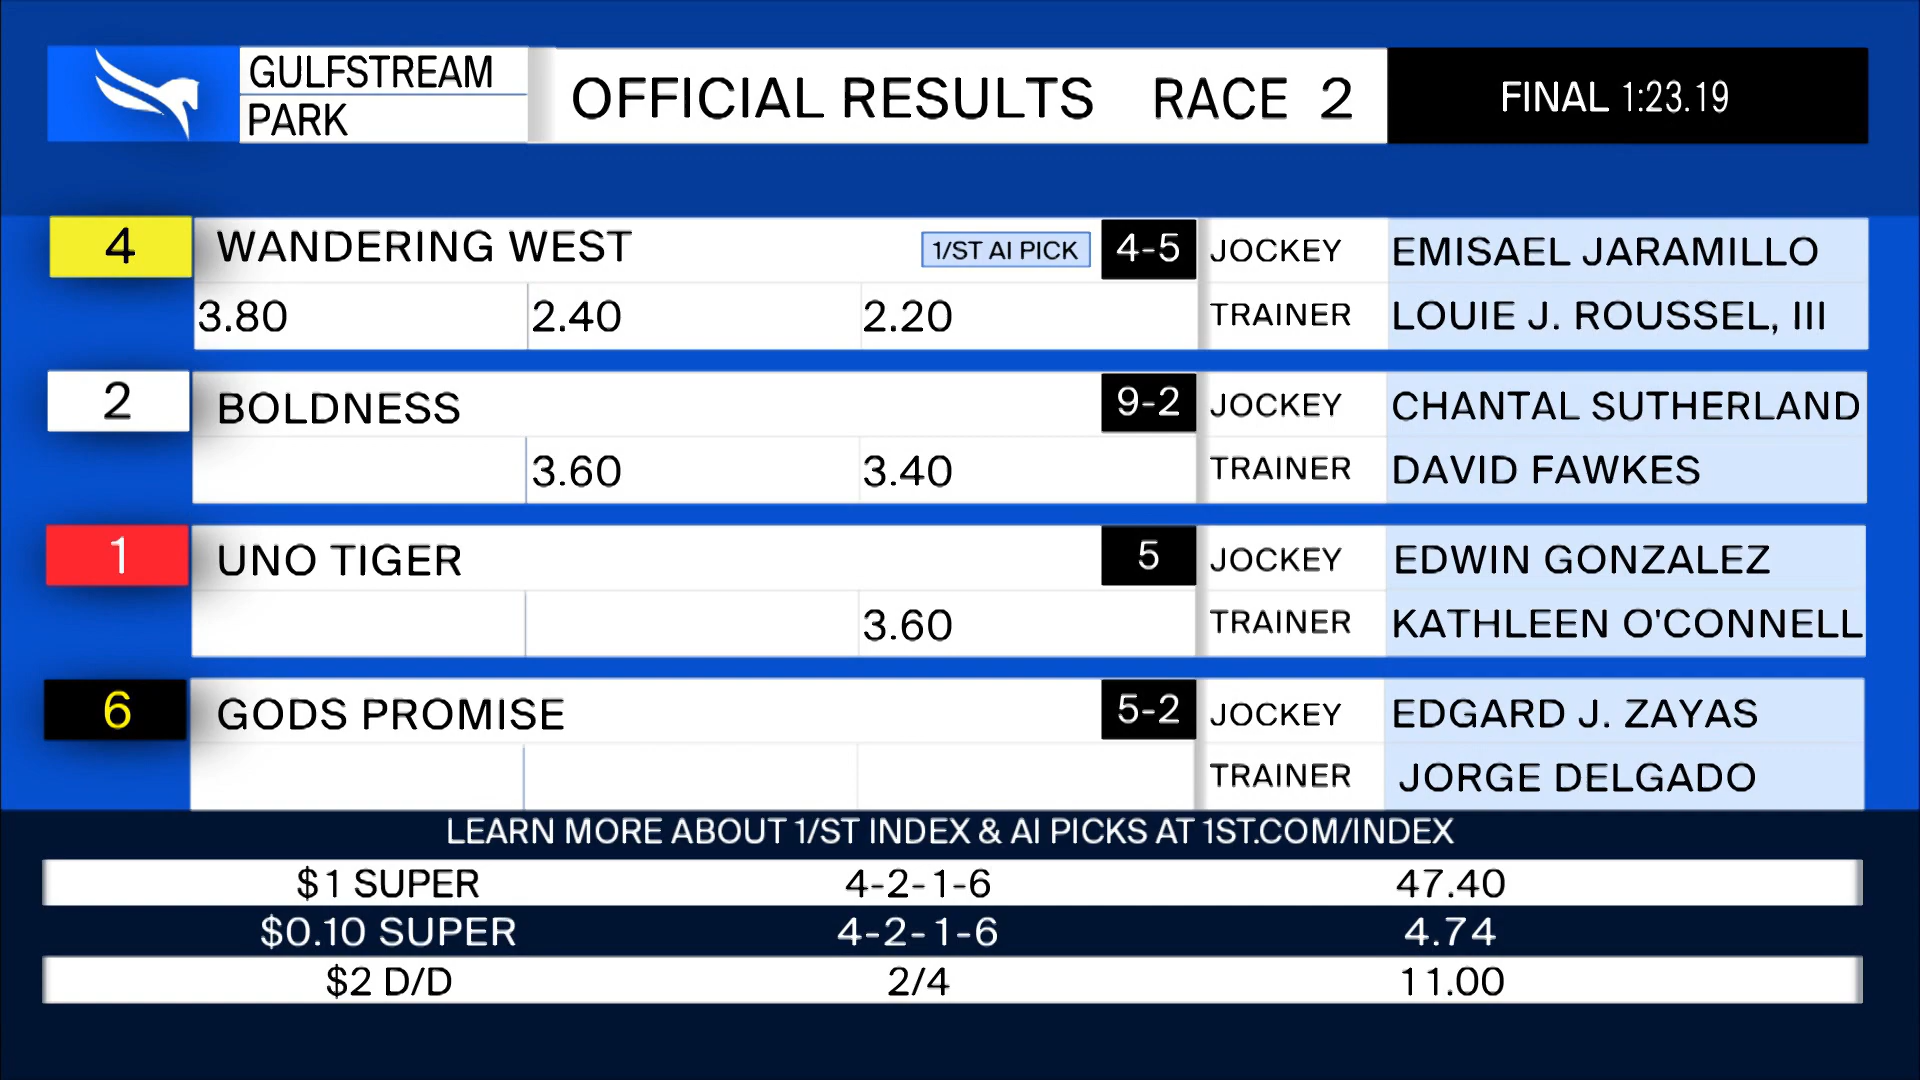 GULFSTREAM
PARK
OFFICIAL RESULTS RACE 2
FINAL 1:23.19
4 WANDERING WEST 1/ST AI PICK 4-5 JOCKEY EMISAEL JARAMILLO
3.80 2.40 2.20 TRAINER LOUIE J. ROUSSEL, III
2 BOLDNESS 9-2 JOCKEY CHANTAL SUTHERLAND
3.60 3.40 TRAINER DAVID FAWKES
1 UNO TIGER 5 JOCKEY EDWIN GONZALEZ
3.60 TRAINER KATHLEEN O'CONNELL
6 GODS PROMISE 5-2 JOCKEY EDGARD J. ZAYAS
TRAINER JORGE DELGADO
LEARN MORE ABOUT 1/ST INDEX & AI PICKS AT 1ST.COM/INDEX
$1 SUPER 4-2-1-6 47.40
$0.10 SUPER 4-2-1-6 4.74
$2 D/D 2/4 11.00